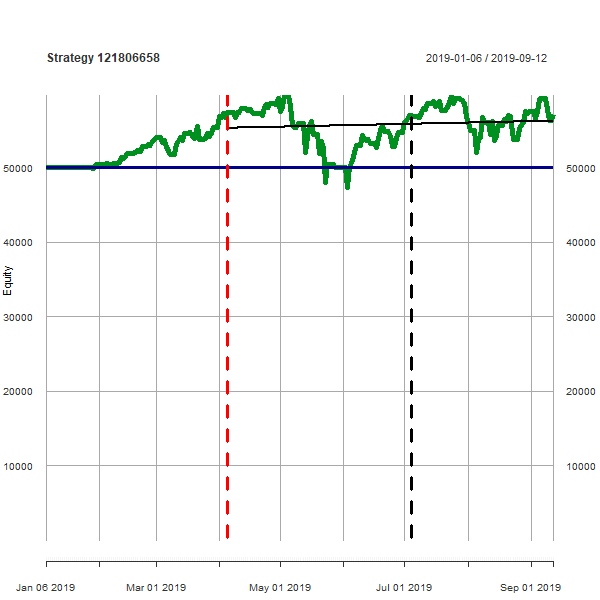 Strategy 121806658
2019-01-06 / 2019-09-12
50000 50000
40000 40000
Equity
30000 30000
20000 20000
10000 10000
Jan 06 2019 Mar 01 2019 May 01 2019 Jul 01 2019 Sep 01 2019